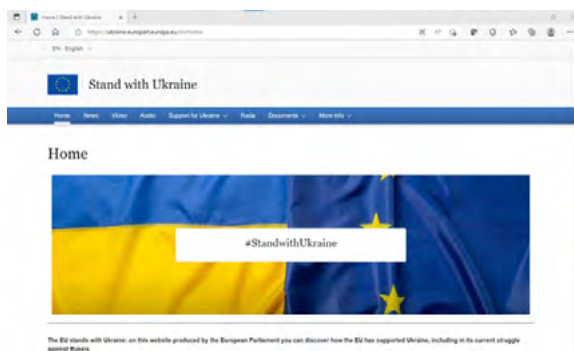 Home | Stand with Ukraine
https://ukraine.europarl.europa.eu/en/home
EN - English
Stand with Ukraine
Home News Video Audio Support for Ukraine Rada Documents More info
Home
#StandwithUkraine
The EU stands with Ukraine: on this website produced by the European Parliament you can discover how the EU has supported Ukraine, including in its current struggle
against Russia